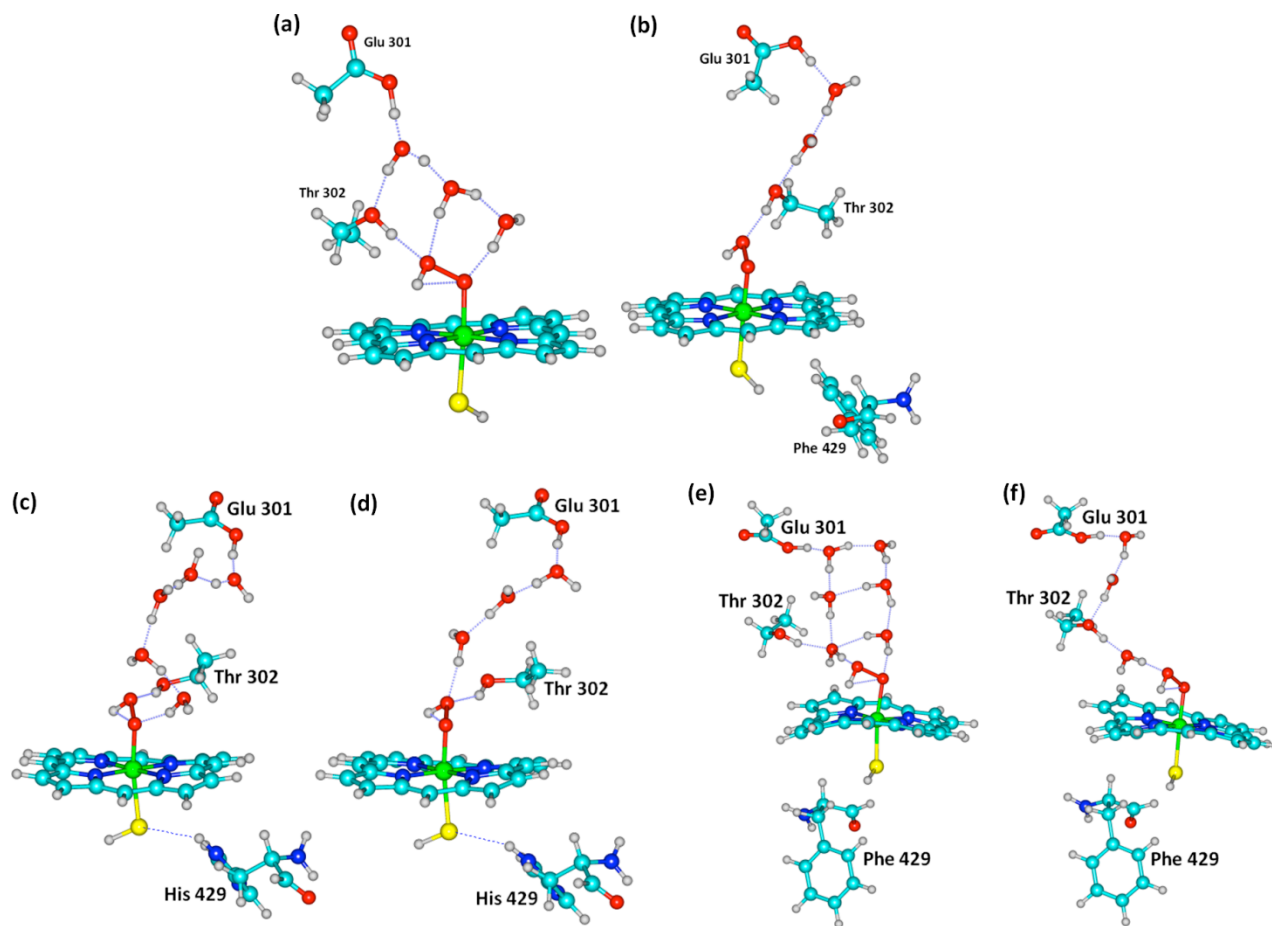 (a)
Glu 301
Thr 302
(b)
Glu 301
Thr 302
Phe 429
(c)
Glu 301
Thr 302
His 429
(d)
Glu 301
Thr 302
His 429
(e)
Glu 301
Thr 302
Phe 429
(f)
Glu 301
Thr 302
Phe 429